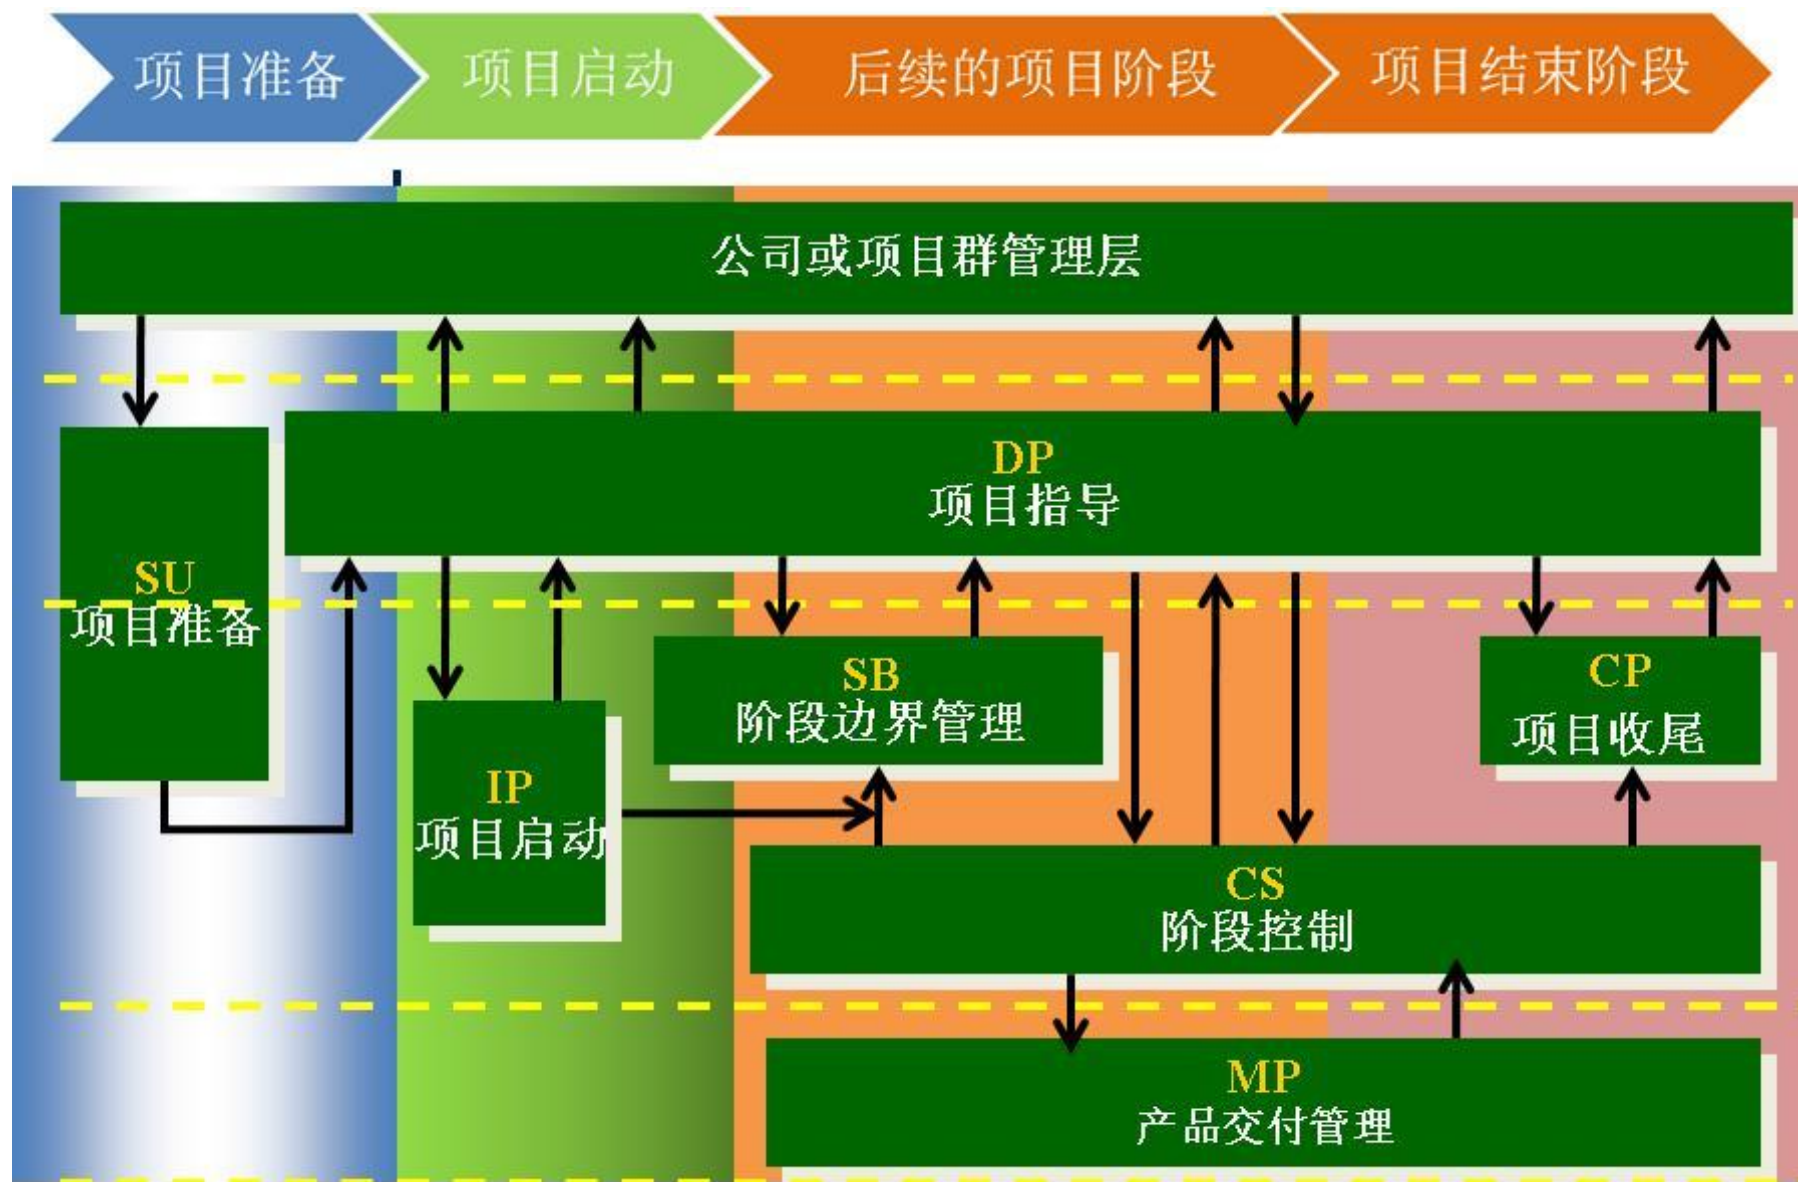 项目准备
项目启动
后续的项目阶段
项目结束阶段
公司或项目群管理层
DP
项目指导
SU
项目准备
SB
阶段边界管理
CP
项目收尾
IP
项目启动
CS
阶段控制
MP
产品交付管理